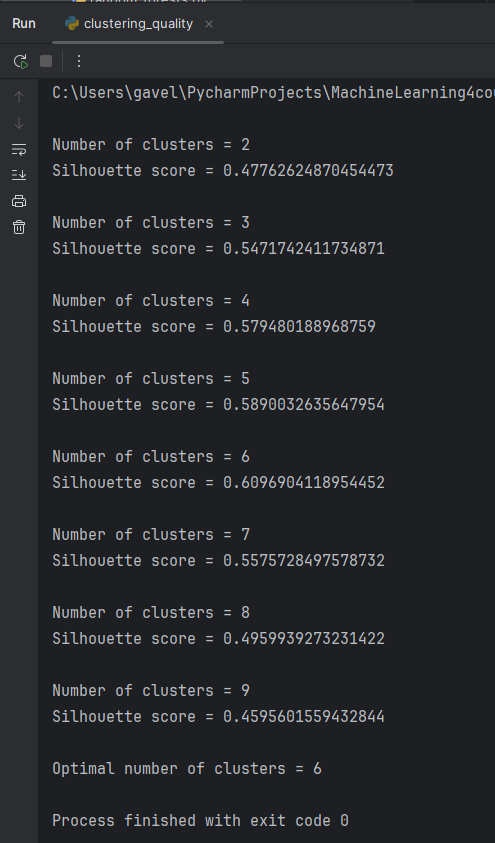 Run
clustering_quality
C:\Users\gavel\PycharmProjects\MachineLearning4cou
Number of clusters = 2
Silhouette score = 0.47762624870454473
Number of clusters = 3
Silhouette score = 0.5471742411734871
Number of clusters = 4
Silhouette score = 0.579480188968759
Number of clusters = 5
Silhouette score = 0.5890032635647954
Number of clusters = 6
Silhouette score = 0.6096904118954452
Number of clusters = 7
Silhouette score = 0.5575728497578732
Number of clusters = 8
Silhouette score = 0.4959939273231422
Number of clusters = 9
Silhouette score = 0.4595601559432844
Optimal number of clusters = 6
Process finished with exit code 0